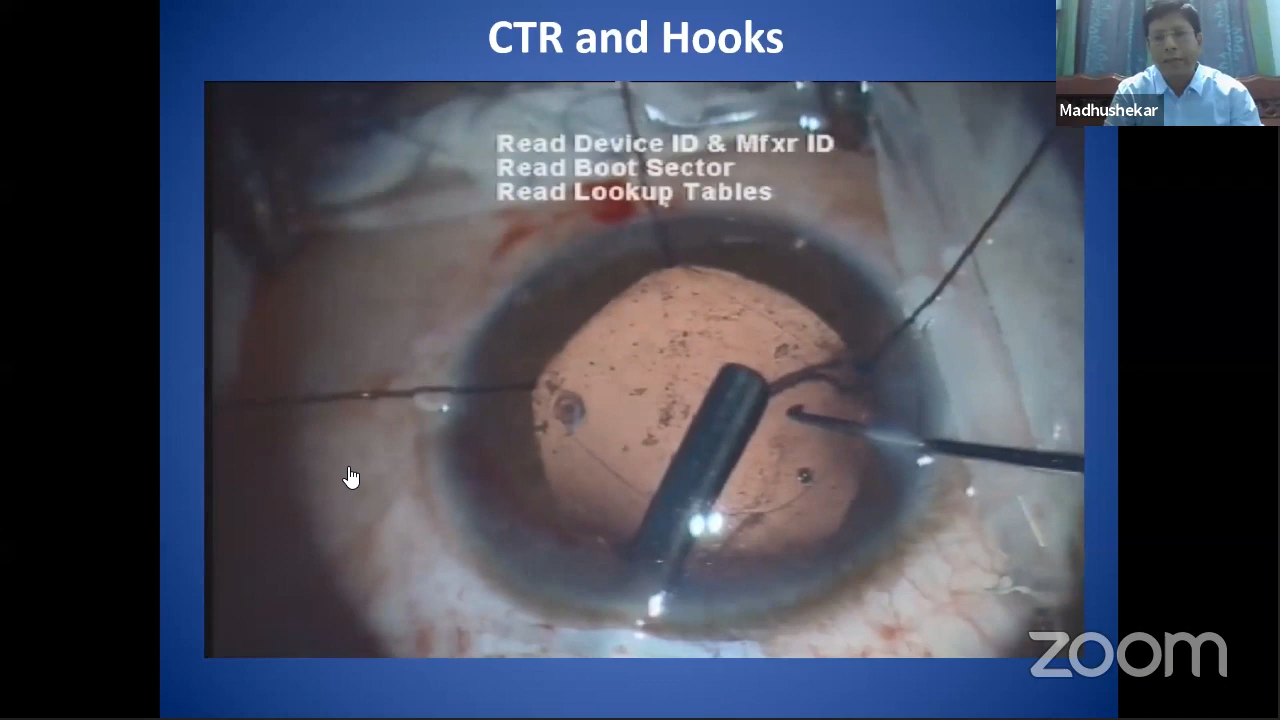 CTR and Hooks
Madhushekar
Read Device ID & Mfxr ID
Read Boot Sector
Read Lookup Tables
zoom